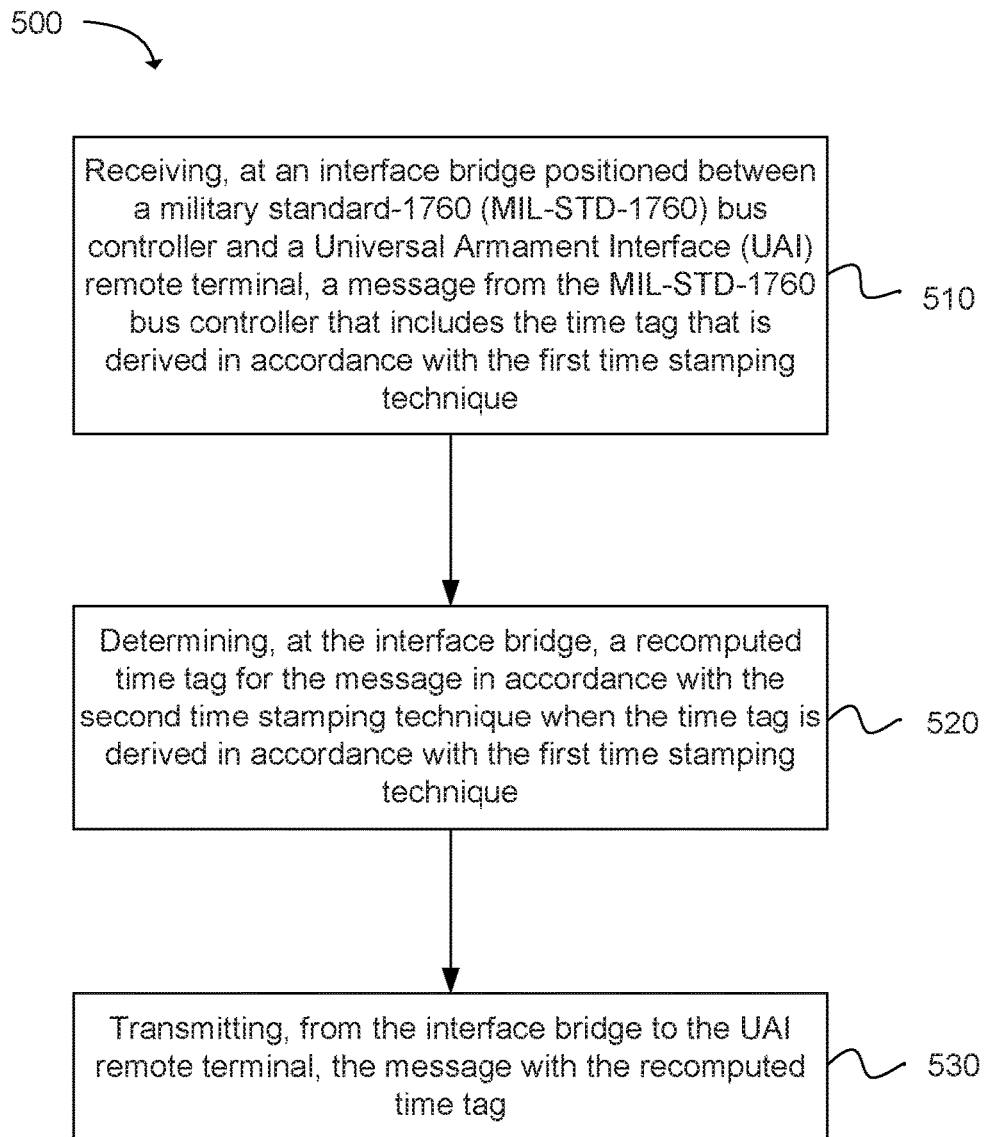 500
Receiving, at an interface bridge positioned between
a military standard-1760 (MIL-STD-1760) bus
controller and a Universal Armament Interface (UAI)
remote terminal, a message from the MIL-STD-1760
bus controller that includes the time tag that is
derived in accordance with the first time stamping
technique
510
Determining, at the interface bridge, a recomputed
time tag for the message in accordance with the
second time stamping technique when the time tag is
derived in accordance with the first time stamping
technique
520
Transmitting, from the interface bridge to the UAI
remote terminal, the message with the recomputed
time tag
530